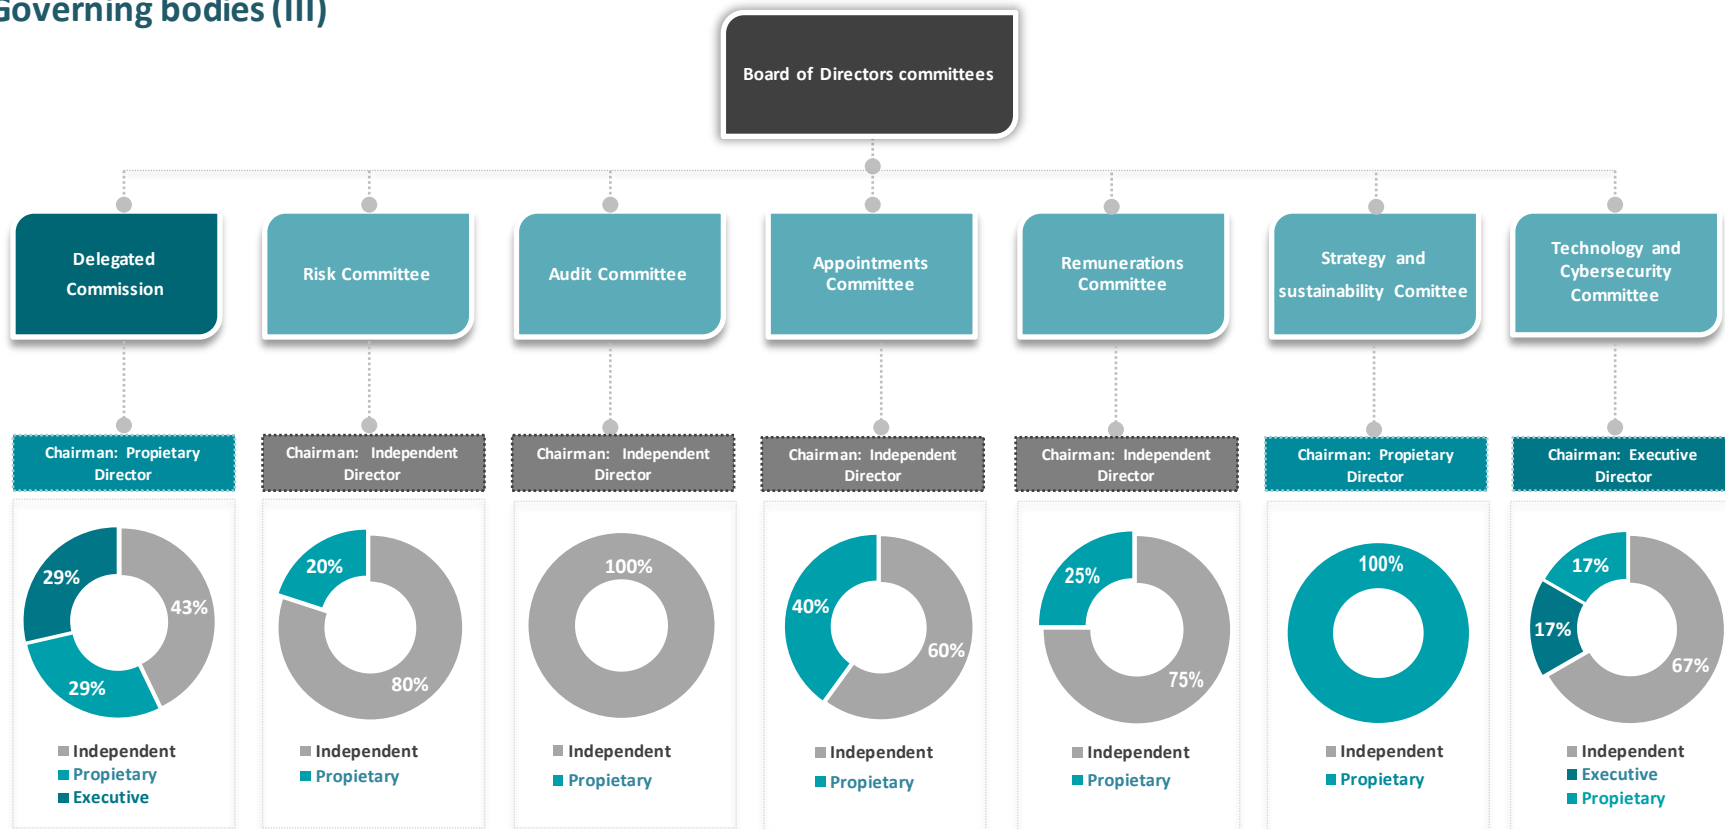 Governing bodies (III)
Board of Directors committees
Delegated
Commission
Risk Committee
Audit Committee
Appointments
Committee
Remunerations
Committee
Strategy and
sustainability Comittee
Technology and
Cybersecurity
Committee
Chairman: Propietary
Director
Chairman: Independent
Director
Chairman: Independent
Director
Chairman: Independent
Director
Chairman: Independent
Director
Chairman: Propietary
Director
Chairman: Executive
Director
29%
43%
29%
Independent
Propietary
Executive
20%
80%
Independent
Propietary
100%
Independent
Propietary
40%
60%
Independent
Propietary
25%
75%
Independent
Propietary
100%
Independent
Propietary
17%
17%
67%
Independent
Executive
Propietary